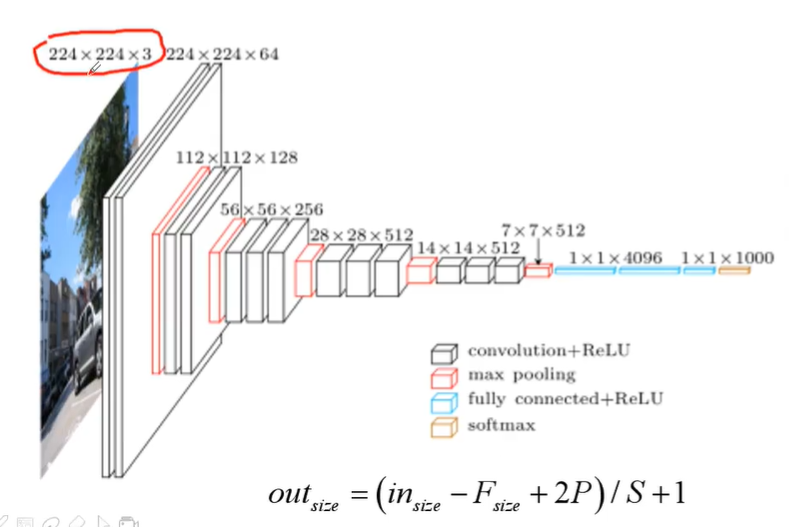 224×224×3 224×224×64
112×112×128
56×56×256
28×28×512
14×14×512
7×7×512
1×1×4096 1×1×1000
convolution+ReLU
max pooling
fully connected+ReLU
softmax
out_size = (in_size − F_size + 2P) / S + 1